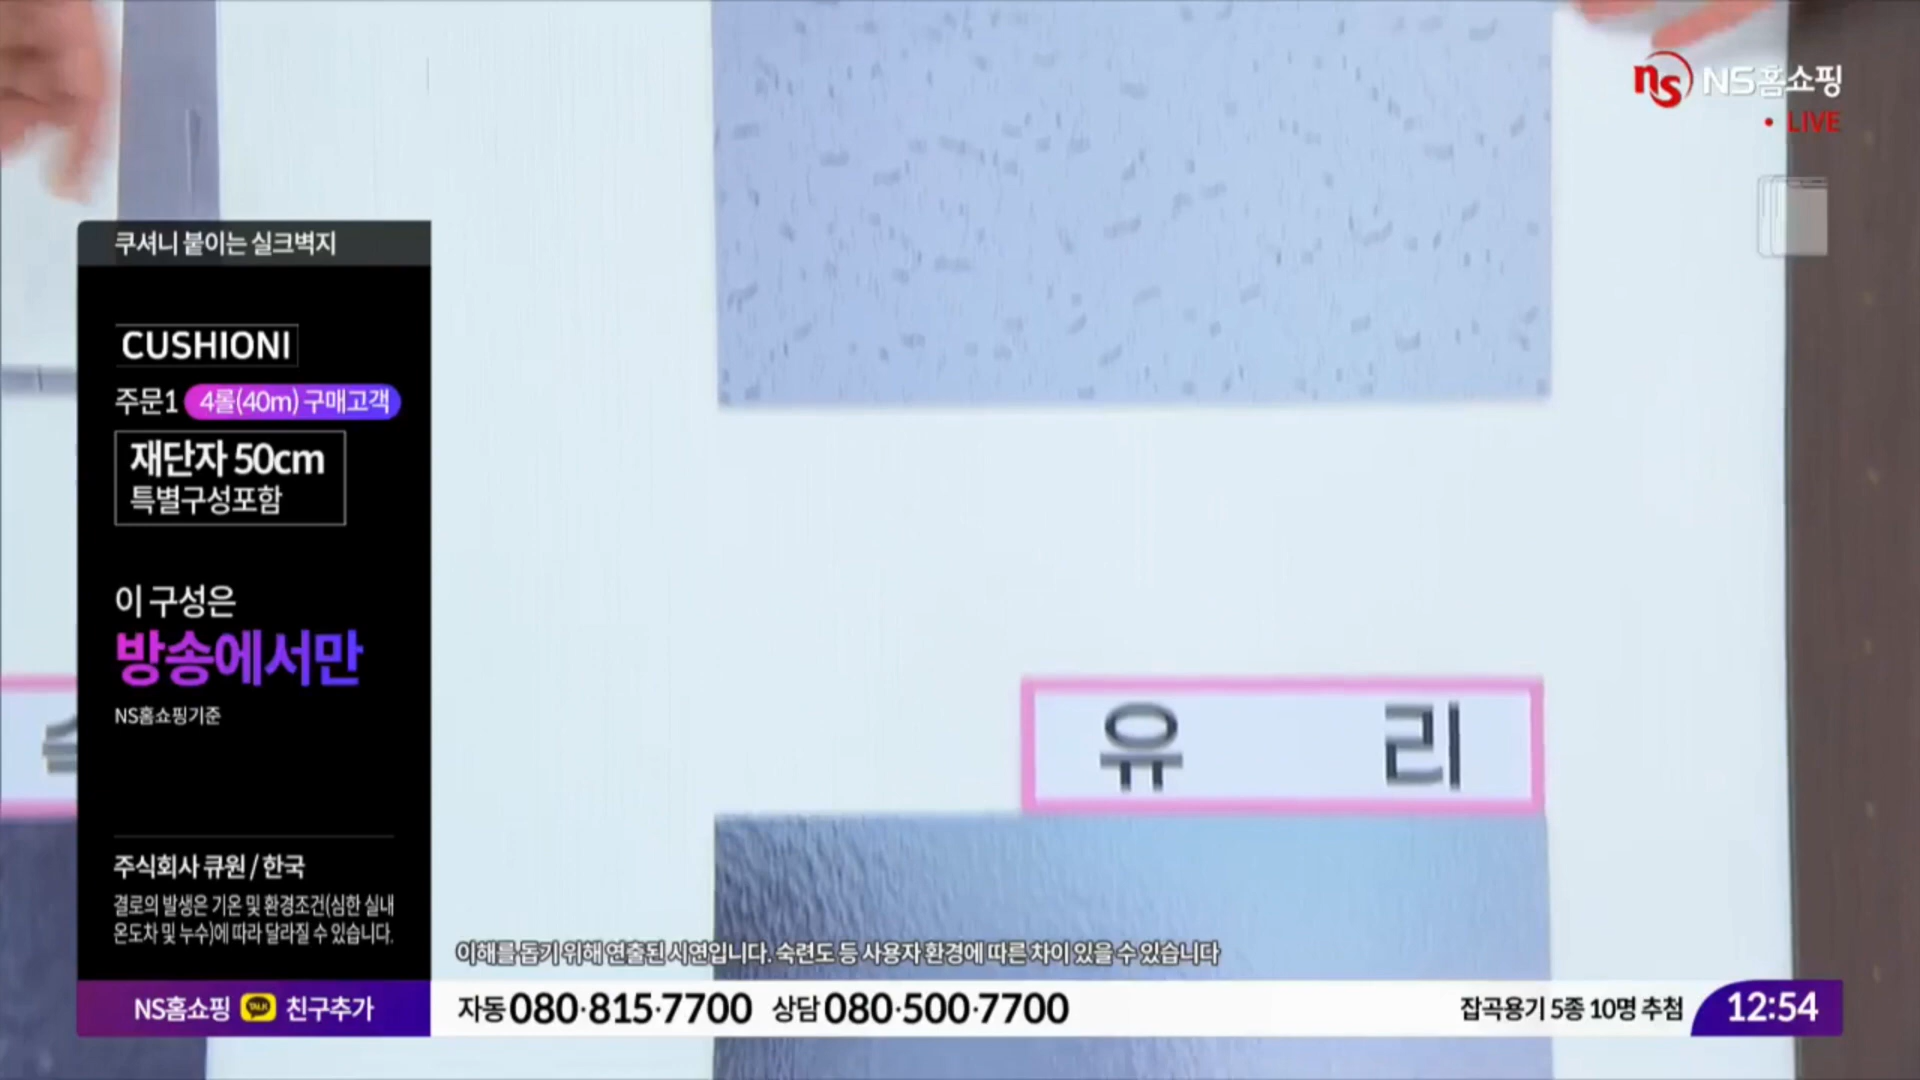 NS NS홈쇼핑
• LIVE
쿠셔니 붙이는 실크벽지
CUSHIONI
주문1 4롤(40m) 구매고객
재단자 50cm
특별구성포함
이 구성은
방송에서만
NS홈쇼핑기준
유 리
주식회사 큐원 / 한국
결로의 발생은 기온 및 환경조건(심한 실내
온도차 및 누수)에 따라 달라질 수 있습니다.
이해를 돕기 위해 연출된 시연입니다. 숙련도 등 사용자 환경에 따른 차이 있을 수 있습니다
NS홈쇼핑 TALK 친구추가
자동 080·815·7700 상담 080·500·7700
잡곡용기 5종 10명 추첨
12:54